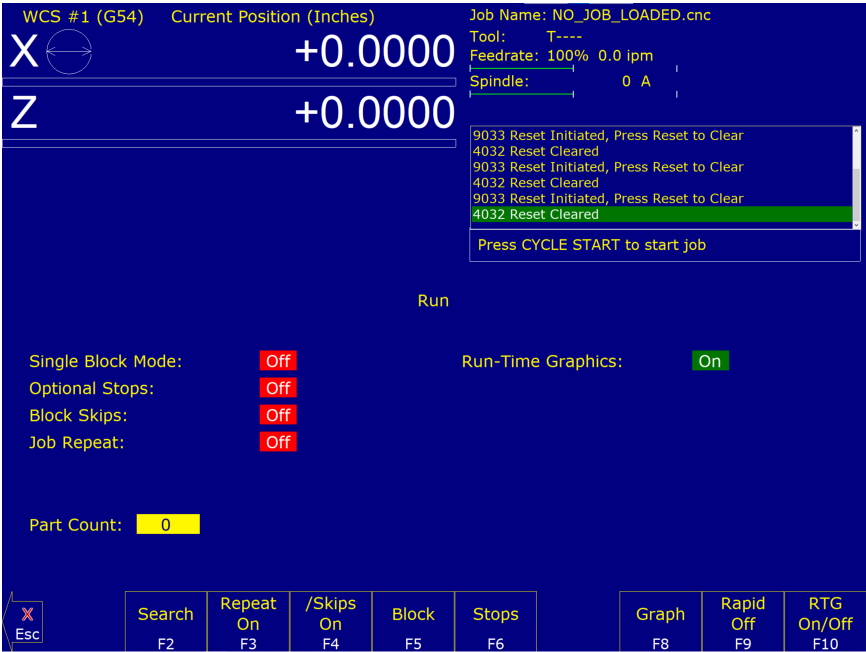 WCS #1 (G54) Current Position (Inches)
X +0.0000
Z +0.0000
Job Name: NO_JOB_LOADED.cnc
Tool: T----
Feedrate: 100% 0.0 ipm
Spindle: 0 A
9033 Reset Initiated, Press Reset to Clear
4032 Reset Cleared
9033 Reset Initiated, Press Reset to Clear
4032 Reset Cleared
9033 Reset Initiated, Press Reset to Clear
4032 Reset Cleared
Press CYCLE START to start job
Run
Single Block Mode: Off
Optional Stops: Off
Block Skips: Off
Job Repeat: Off
Run-Time Graphics: On
Part Count: 0
X
Esc
Search
F2
Repeat
On
F3
/Skips
On
F4
Block
F5
Stops
F6
Graph
F8
Rapid
Off
F9
RTG
On/Off
F10